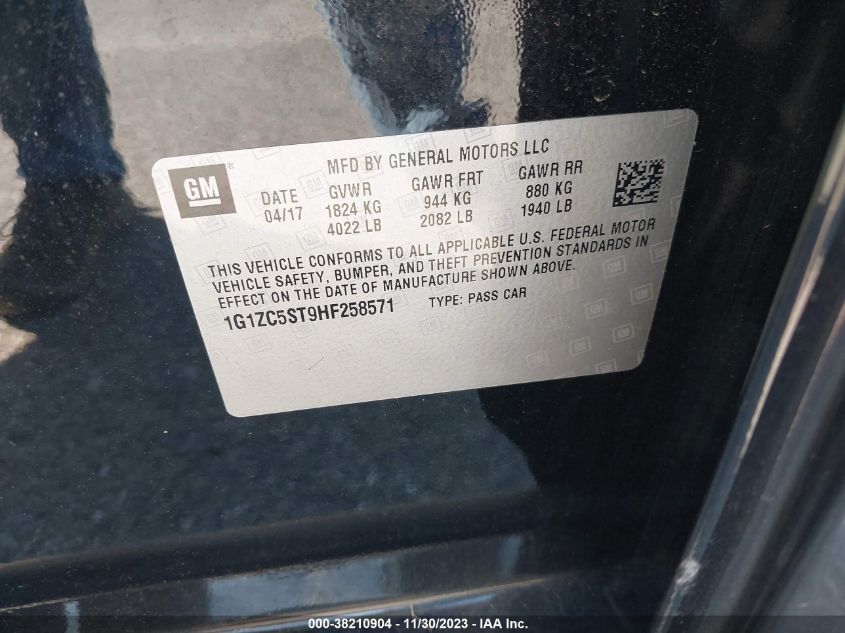 GM
MFD BY GENERAL MOTORS LLC
DATE GVWR GAWR FRT GAWR RR
04/17 1824 KG 944 KG 880 KG
4022 LB 2082 LB 1940 LB
THIS VEHICLE CONFORMS TO ALL APPLICABLE U.S. FEDERAL MOTOR
VEHICLE SAFETY, BUMPER, AND THEFT PREVENTION STANDARDS IN
EFFECT ON THE DATE OF MANUFACTURE SHOWN ABOVE.
1G1ZC5ST9HF258571 TYPE: PASS CAR
000-38210904 - 11/30/2023 - IAA Inc.